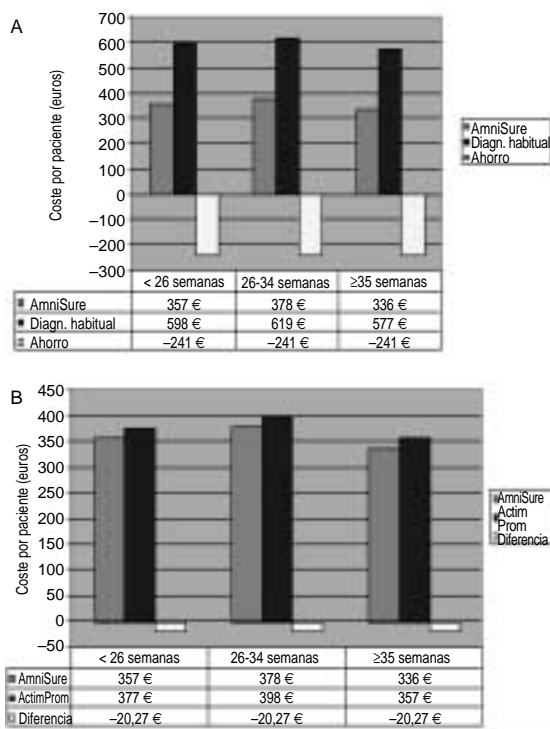 A
Coste por paciente (euros)
700
600
500
400
300
200
100
0
–100
–200
–300
AmniSure
Diagn. habitual
Ahorro
< 26 semanas 26-34 semanas ≥35 semanas
AmniSure 357 € 378 € 336 €
Diagn. habitual 598 € 619 € 577 €
Ahorro –241 € –241 € –241 €
B
Coste por paciente (euros)
450
400
350
300
250
200
150
100
50
0
–50
AmniSure
Actim
Prom
Diferencia
< 26 semanas 26-34 semanas ≥35 semanas
AmniSure 357 € 378 € 336 €
ActimProm 377 € 398 € 357 €
Diferencia –20,27 € –20,27 € –20,27 €